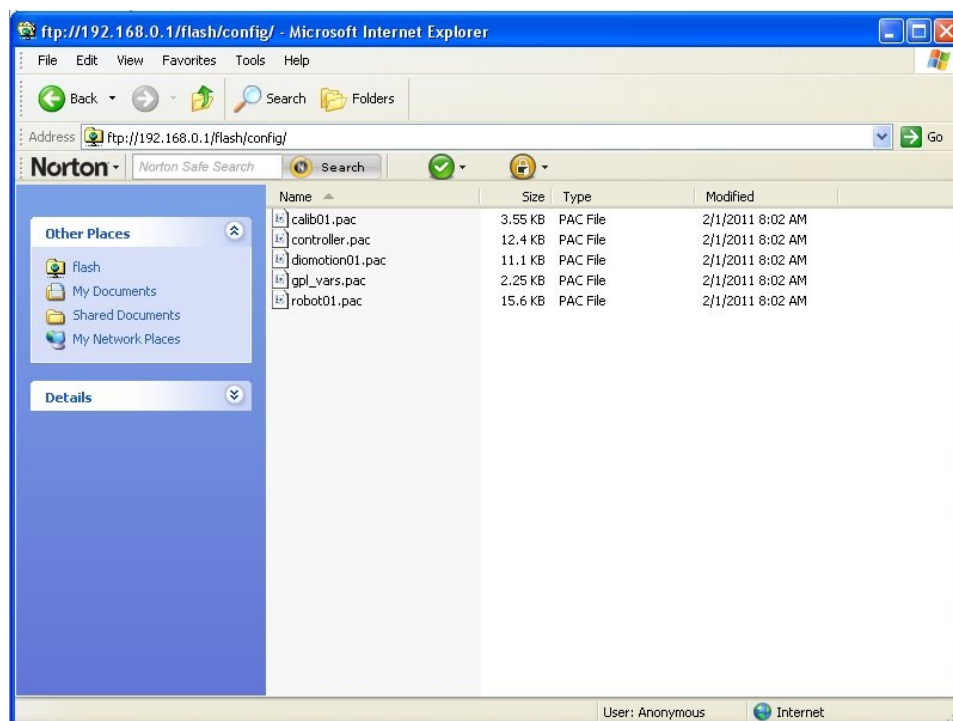 ftp://192.168.0.1/flash/config/ - Microsoft Internet Explorer
File Edit View Favorites Tools Help
Back Search Folders
Address ftp://192.168.0.1/flash/config/ Go
Norton Norton Safe Search Search
Name Size Type Modified
calib01.pac 3.55 KB PAC File 2/1/2011 8:02 AM
controller.pac 12.4 KB PAC File 2/1/2011 8:02 AM
diomotion01.pac 11.1 KB PAC File 2/1/2011 8:02 AM
gpl_vars.pac 2.25 KB PAC File 2/1/2011 8:02 AM
robot01.pac 15.6 KB PAC File 2/1/2011 8:02 AM
Other Places
flash
My Documents
Shared Documents
My Network Places
Details
User: Anonymous Internet